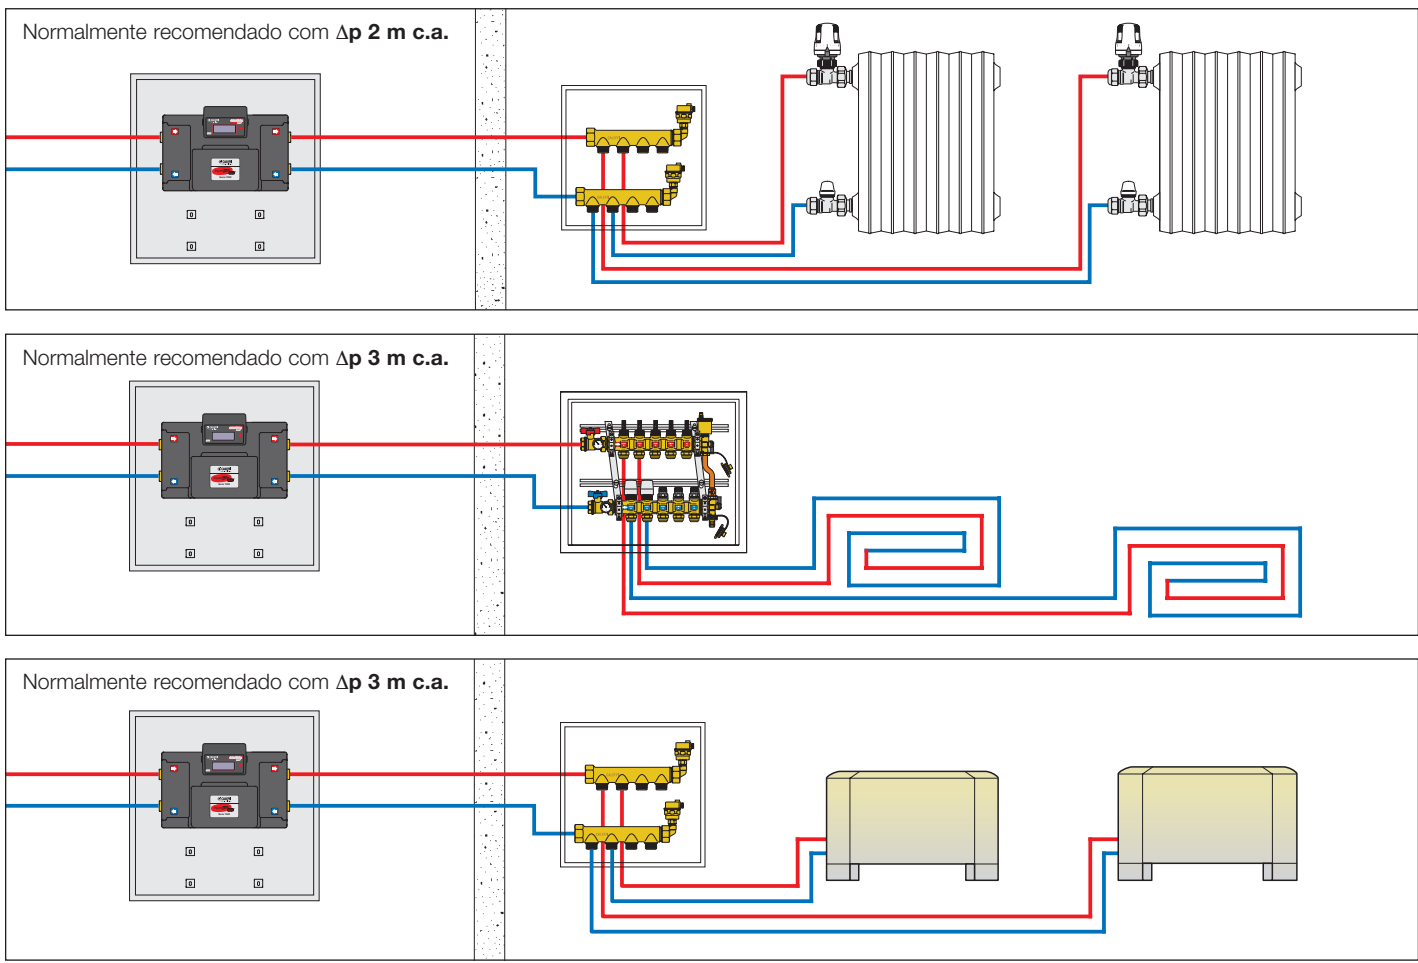 Normalmente recomendado com Δp 2 m c.a.
Normalmente recomendado com Δp 3 m c.a.
Normalmente recomendado com Δp 3 m c.a.